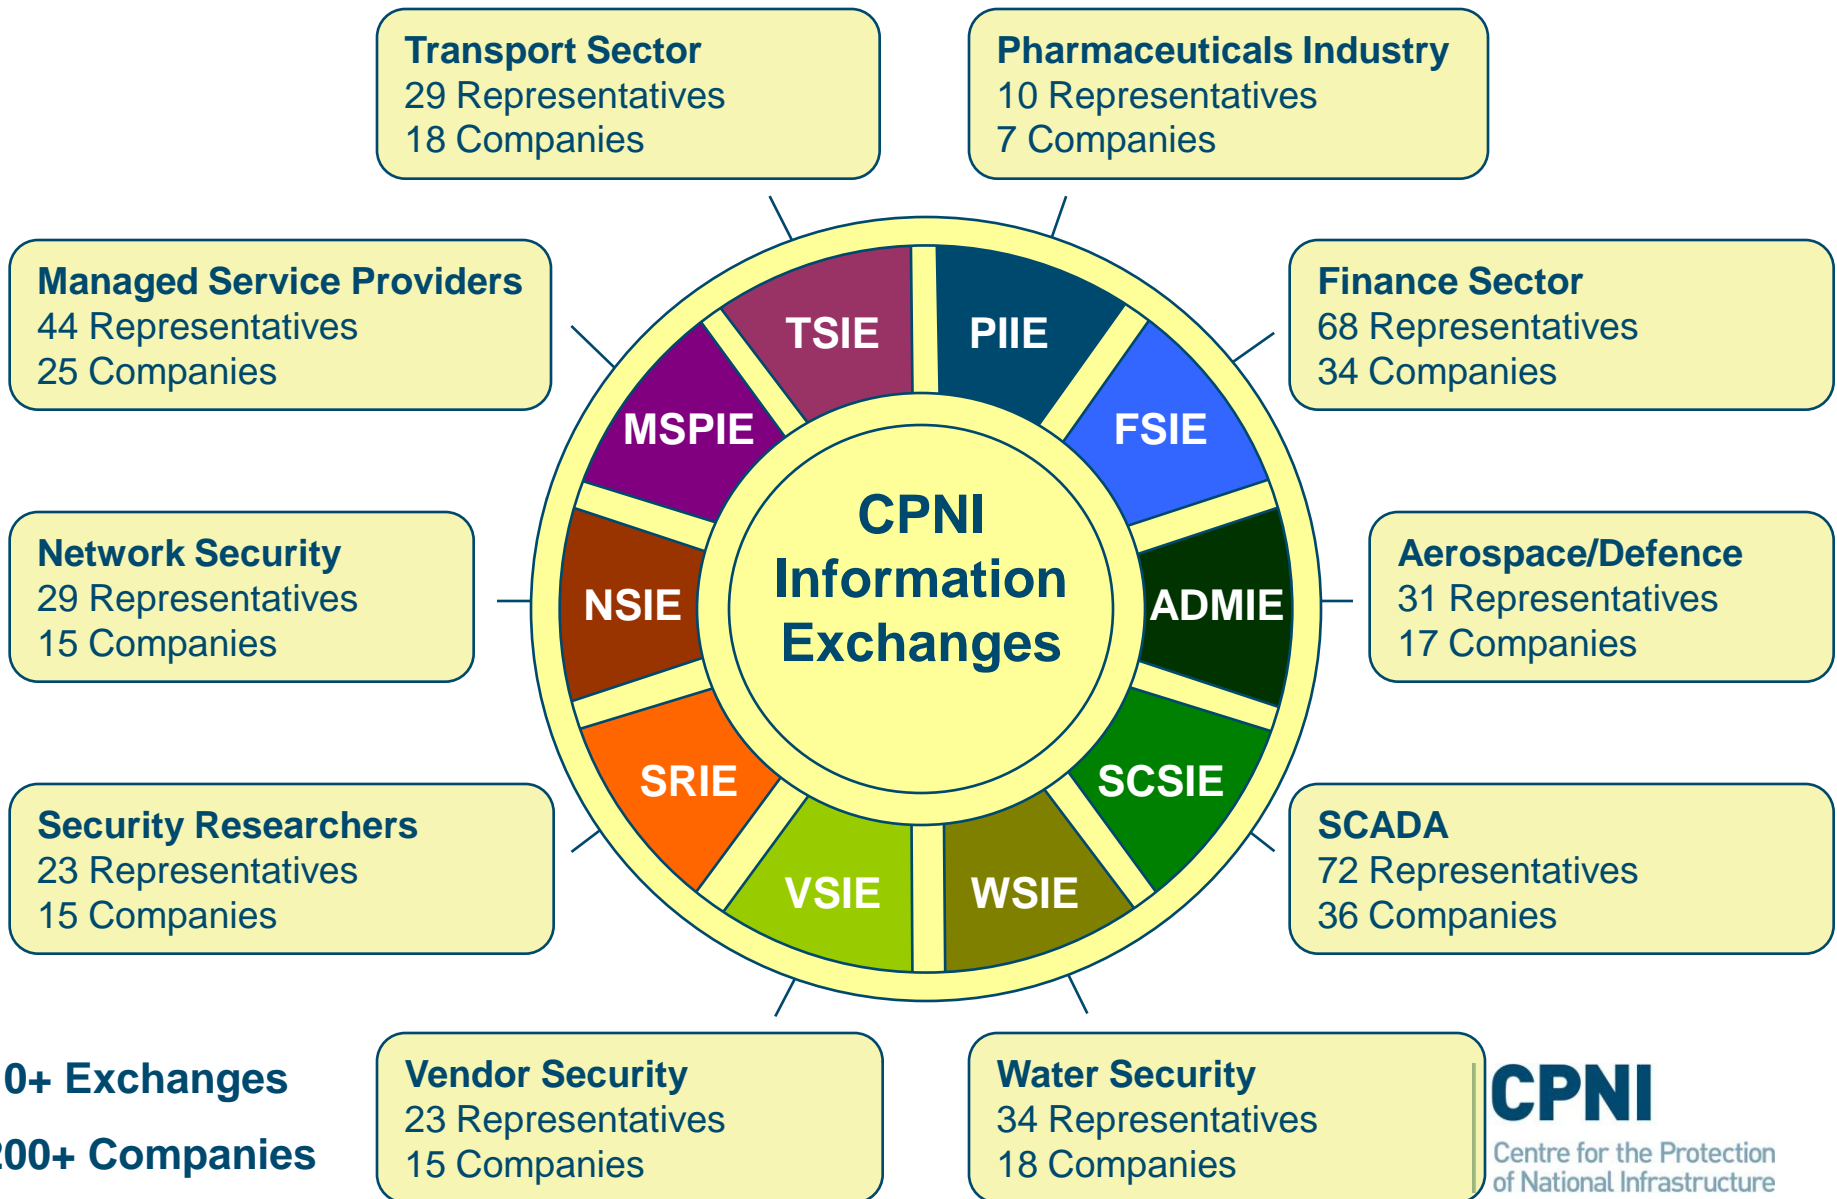 Transport Sector
29 Representatives
18 Companies
Pharmaceuticals Industry
10 Representatives
7 Companies
Managed Service Providers
44 Representatives
25 Companies
Finance Sector
68 Representatives
34 Companies
TSIE
PIIE
MSPIE
FSIE
CPNI
Information
Exchanges
Network Security
29 Representatives
15 Companies
Aerospace/Defence
31 Representatives
17 Companies
NSIE
ADMIE
SRIE
SCSIE
VSIE
WSIE
Security Researchers
23 Representatives
15 Companies
SCADA
72 Representatives
36 Companies
0+ Exchanges
00+ Companies
Vendor Security
23 Representatives
15 Companies
Water Security
34 Representatives
18 Companies
CPNI
Centre for the Protection
of National Infrastructure